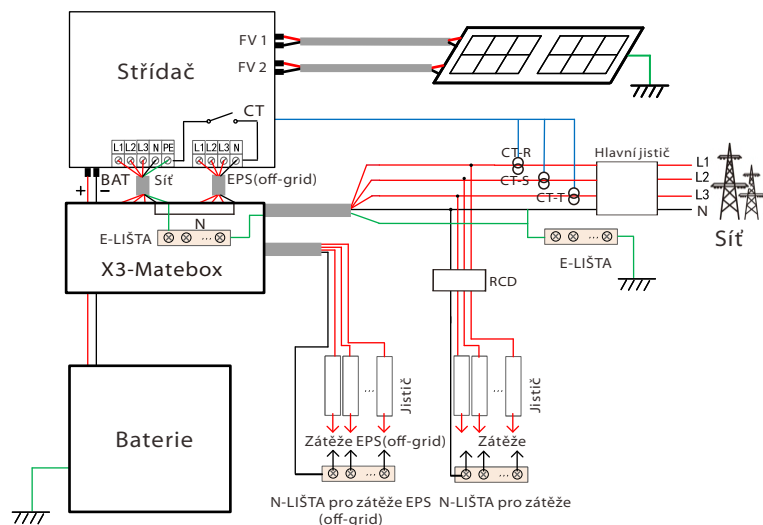 FV 1
FV 2
Střídač
CT
L1 L2 L3 N PE
L1 L2 L3 N
BAT
Síť
EPS(off-grid)
+
−
CT-R
CT-S
CT-T
Hlavní jistič
L1
L2
L3
N
Síť
N
E-LIŠTA
...
X3-Matebox
...
E-LIŠTA
RCD
...
Jistič
...
Jistič
Baterie
Zátěže EPS(off-grid)
Zátěže
...
...
N-LIŠTA pro zátěže EPS
(off-grid)
N-LIŠTA pro zátěže